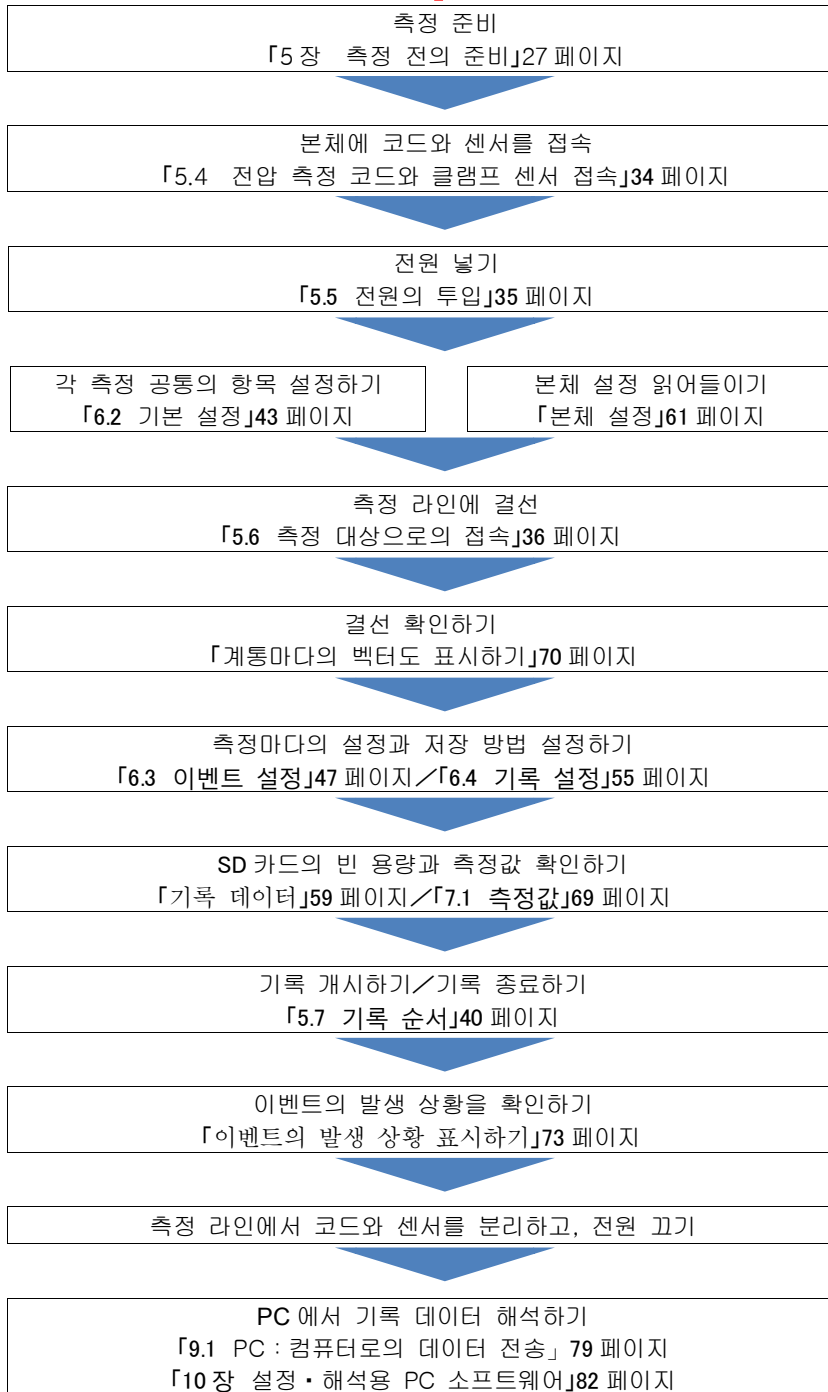 측정 준비
「5장 측정 전의 준비」27 페이지
본체에 코드와 센서를 접속
「5.4 전압 측정 코드와 클램프 센서 접속」34 페이지
전원 넣기
「5.5 전원의 투입」35 페이지
각 측정 공통의 항목 설정하기
「6.2 기본 설정」43 페이지
본체 설정 읽어들이기
「본체 설정」61 페이지
측정 라인에 결선
「5.6 측정 대상으로의 접속」36 페이지
결선 확인하기
「계통마다의 벡터도 표시하기」70 페이지
측정마다의 설정과 저장 방법 설정하기
「6.3 이벤트 설정」47 페이지／「6.4 기록 설정」55 페이지
SD 카드의 빈 용량과 측정값 확인하기
「기록 데이터」59 페이지／「7.1 측정값」69 페이지
기록 개시하기／기록 종료하기
「5.7 기록 순서」40 페이지
이벤트의 발생 상황을 확인하기
「이벤트의 발생 상황 표시하기」73 페이지
측정 라인에서 코드와 센서를 분리하고, 전원 끄기
PC 에서 기록 데이터 해석하기
「9.1 PC : 컴퓨터로의 데이터 전송」 79 페이지
「10 장 설정・해석용 PC 소프트웨어」82 페이지